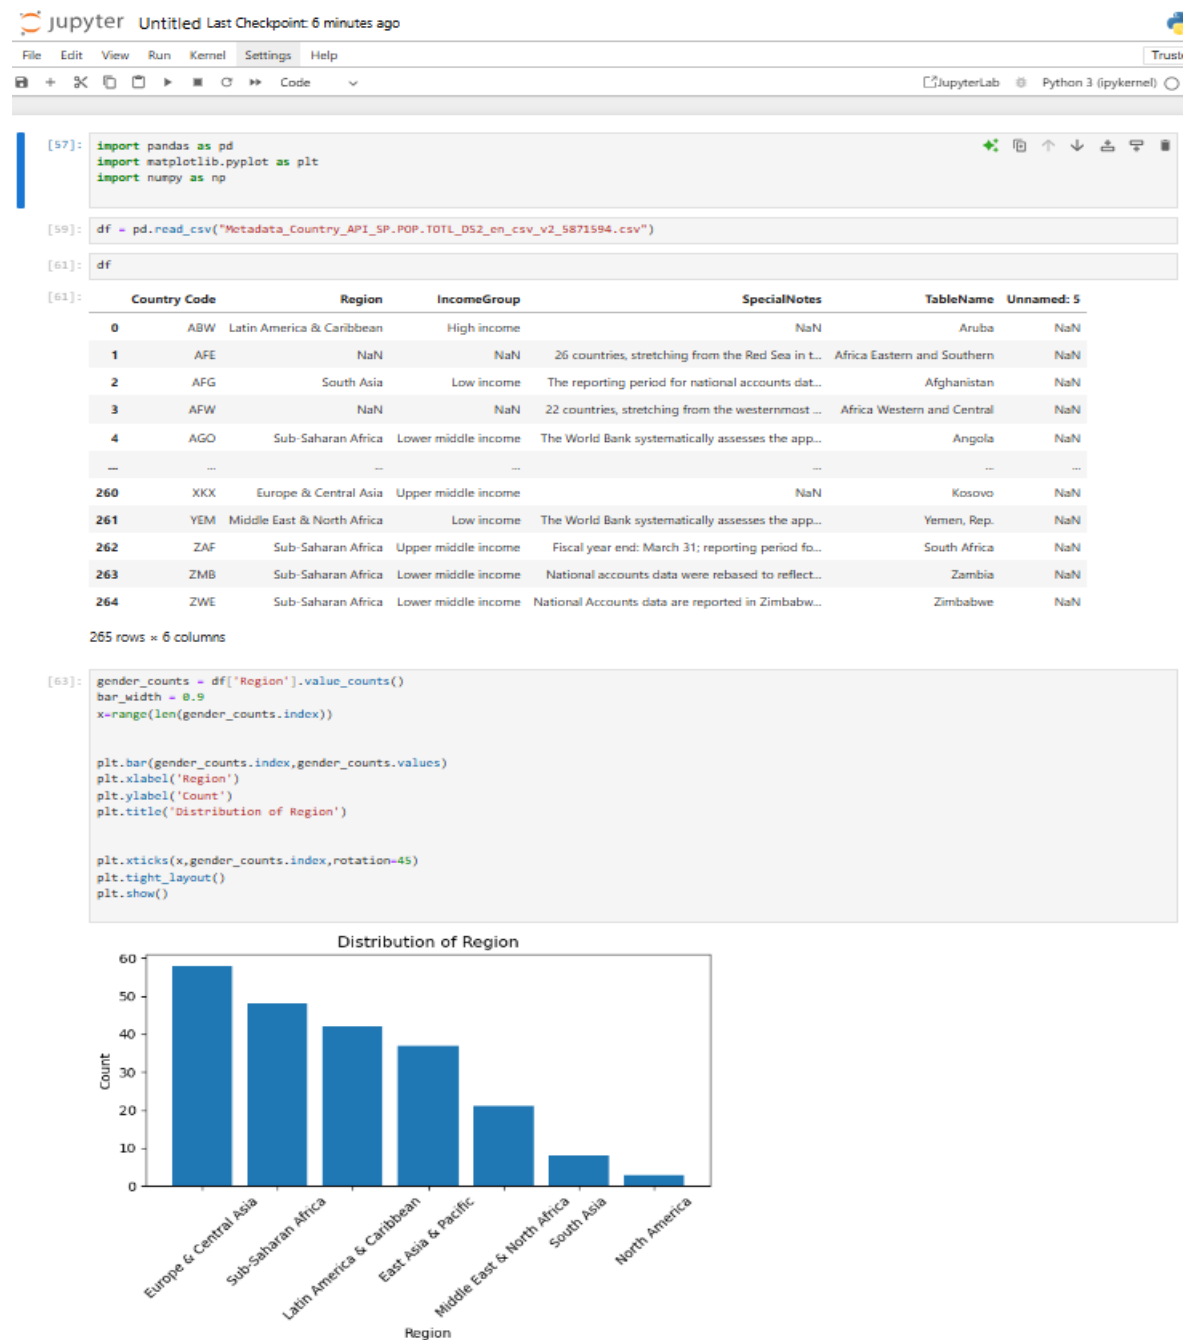 jupyter Untitled Last Checkpoint: 6 minutes ago
File Edit View Run Kernel Settings Help
Truste
Code
JupyterLab Python 3 (ipykernel)
[57]: import pandas as pd
import matplotlib.pyplot as plt
import numpy as np
[59]: df = pd.read_csv("Metadata_Country_API_SP.POP.TOTL_DS2_en_csv_v2_5871594.csv")
[61]: df
[61]: Country Code Region IncomeGroup SpecialNotes TableName Unnamed: 5
0 ABW Latin America & Caribbean High income NaN Aruba NaN
1 AFE NaN NaN 26 countries, stretching from the Red Sea in t... Africa Eastern and Southern NaN
2 AFG South Asia Low income The reporting period for national accounts dat... Afghanistan NaN
3 AFW NaN NaN 22 countries, stretching from the westernmost ... Africa Western and Central NaN
4 AGO Sub-Saharan Africa Lower middle income The World Bank systematically assesses the app... Angola NaN
... ... ... ... ... ... ...
260 XKX Europe & Central Asia Upper middle income NaN Kosovo NaN
261 YEM Middle East & North Africa Low income The World Bank systematically assesses the app... Yemen, Rep. NaN
262 ZAF Sub-Saharan Africa Upper middle income Fiscal year end: March 31; reporting period fo... South Africa NaN
263 ZMB Sub-Saharan Africa Lower middle income National accounts data were rebased to reflect... Zambia NaN
264 ZWE Sub-Saharan Africa Lower middle income National Accounts data are reported in Zimbabw... Zimbabwe NaN
265 rows × 6 columns
[63]: gender_counts = df['Region'].value_counts()
bar_width = 0.9
x=range(len(gender_counts.index))
plt.bar(gender_counts.index,gender_counts.values)
plt.xlabel('Region')
plt.ylabel('Count')
plt.title('Distribution of Region')
plt.xticks(x,gender_counts.index,rotation=45)
plt.tight_layout()
plt.show()
Distribution of Region
60
50
40
30
20
10
0
Count
Europe & Central Asia
Sub-Saharan Africa
Latin America & Caribbean
East Asia & Pacific
Middle East & North Africa
South Asia
North America
Region